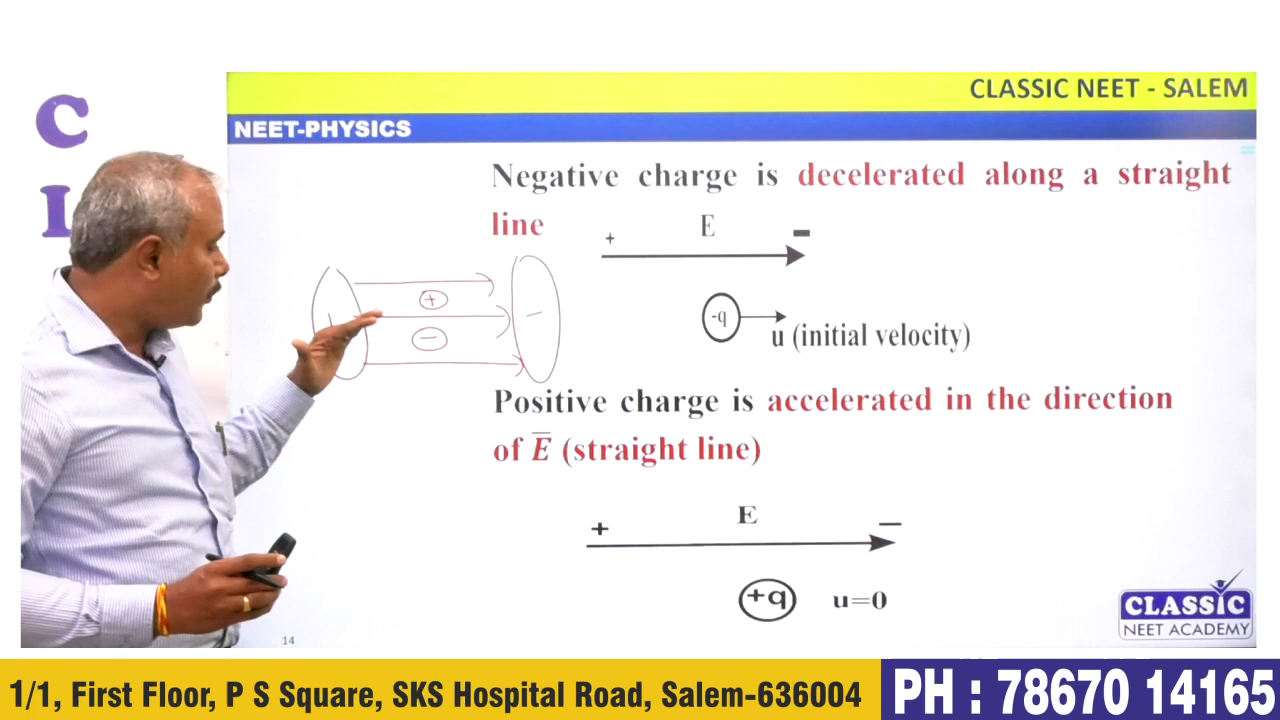 CLASSIC NEET - SALEM
C
NEET-PHYSICS
L
Negative charge is decelerated along a straight
line
+ E -
+
-
-
-q
u (initial velocity)
Positive charge is accelerated in the direction
of E̅ (straight line)
+ E -
+q u=0
14
CLASSIC
NEET ACADEMY
1/1, First Floor, P S Square, SKS Hospital Road, Salem-636004
PH : 78670 14165